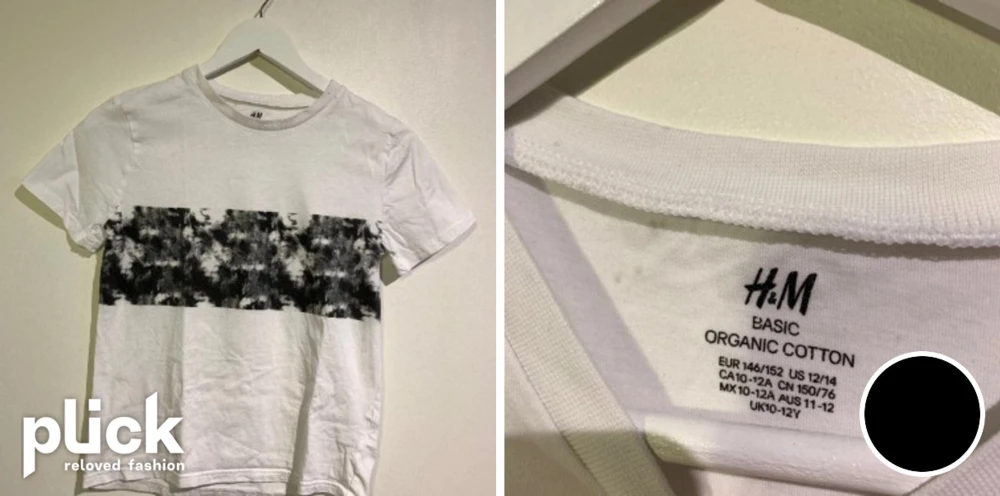 H&M
plick
reloved fashion
H&M
BASIC
ORGANIC COTTON
EUR 146/152 US 12/14
CA10-12A CN 150/76
MX10-12A AUS 11-12
UK10-12Y